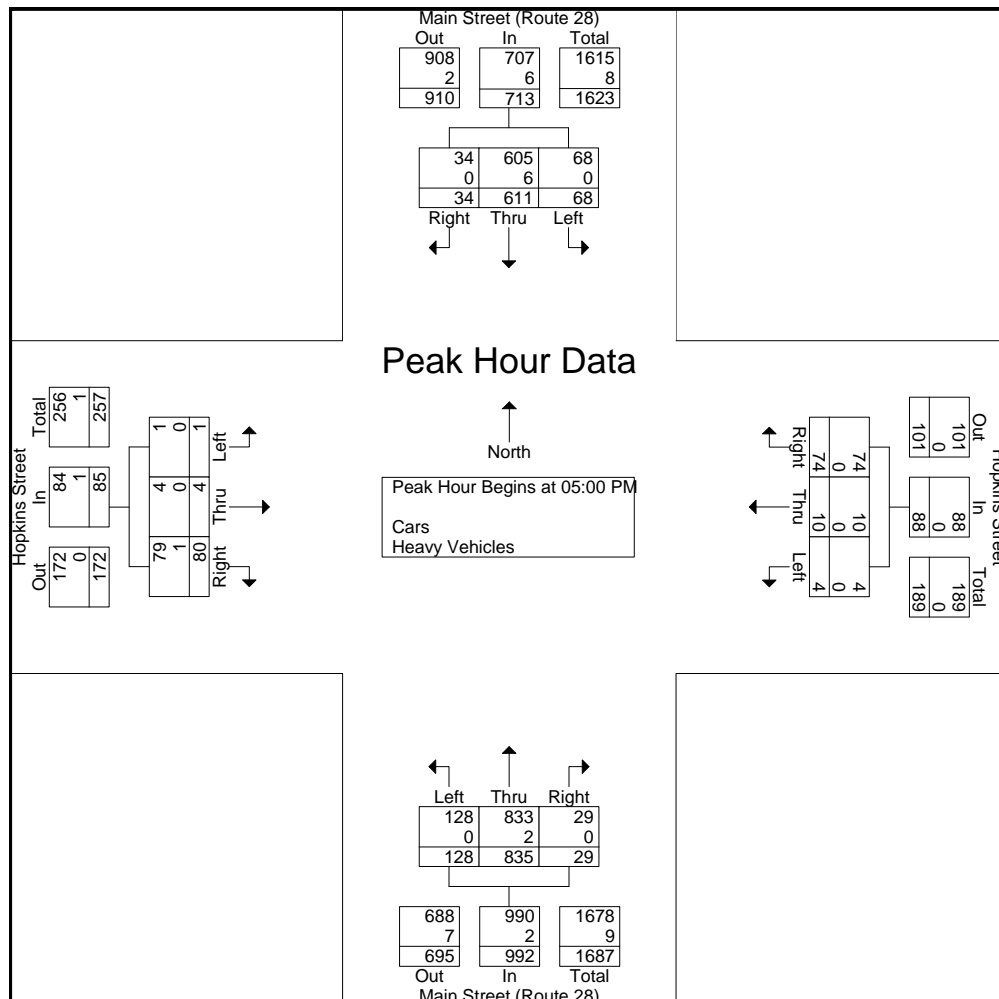 Main Street (Route 28)
Out In Total
908 707 1615
2 6 8
910 713 1623
34 605 68
0 6 0
34 611 68
Right Thru Left
Peak Hour Data
North
Peak Hour Begins at 05:00 PM
Cars
Heavy Vehicles
Hopkins Street
Total In Out
256 84 172
1 1 0
257 85 172
1 4 79
0 0 1
1 4 80
Left Thru Right
Hopkins Street
Out In Total
101 88 189
0 0 0
101 88 189
74 10 4
0 0 0
74 10 4
Right Thru Left
Left Thru Right
128 833 29
0 2 0
128 835 29
688 990 1678
7 2 9
695 992 1687
Out In Total
Main Street (Route 28)